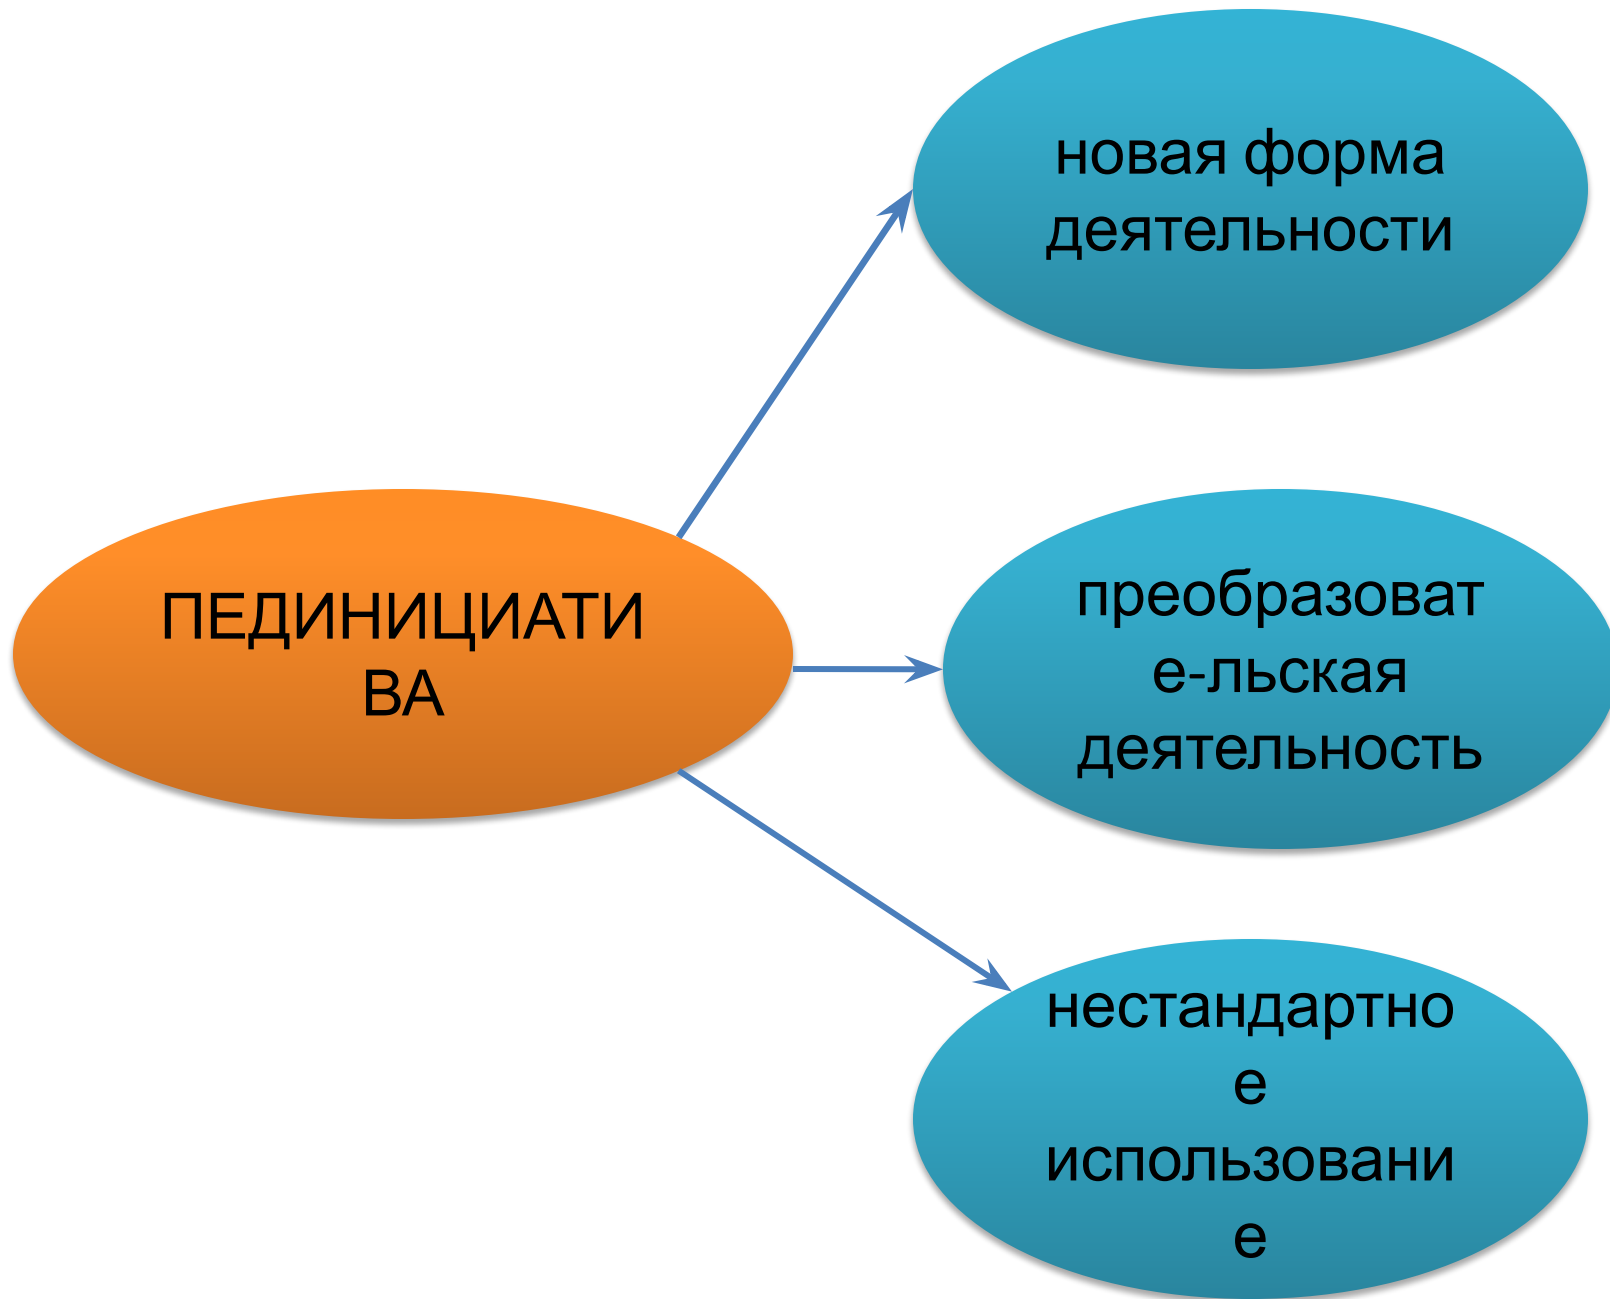 новая форма
деятельности
ПЕДИНИЦИАТИ
ВА
преобразоват
е-льская
деятельность
нестандартно
е
использовани
е